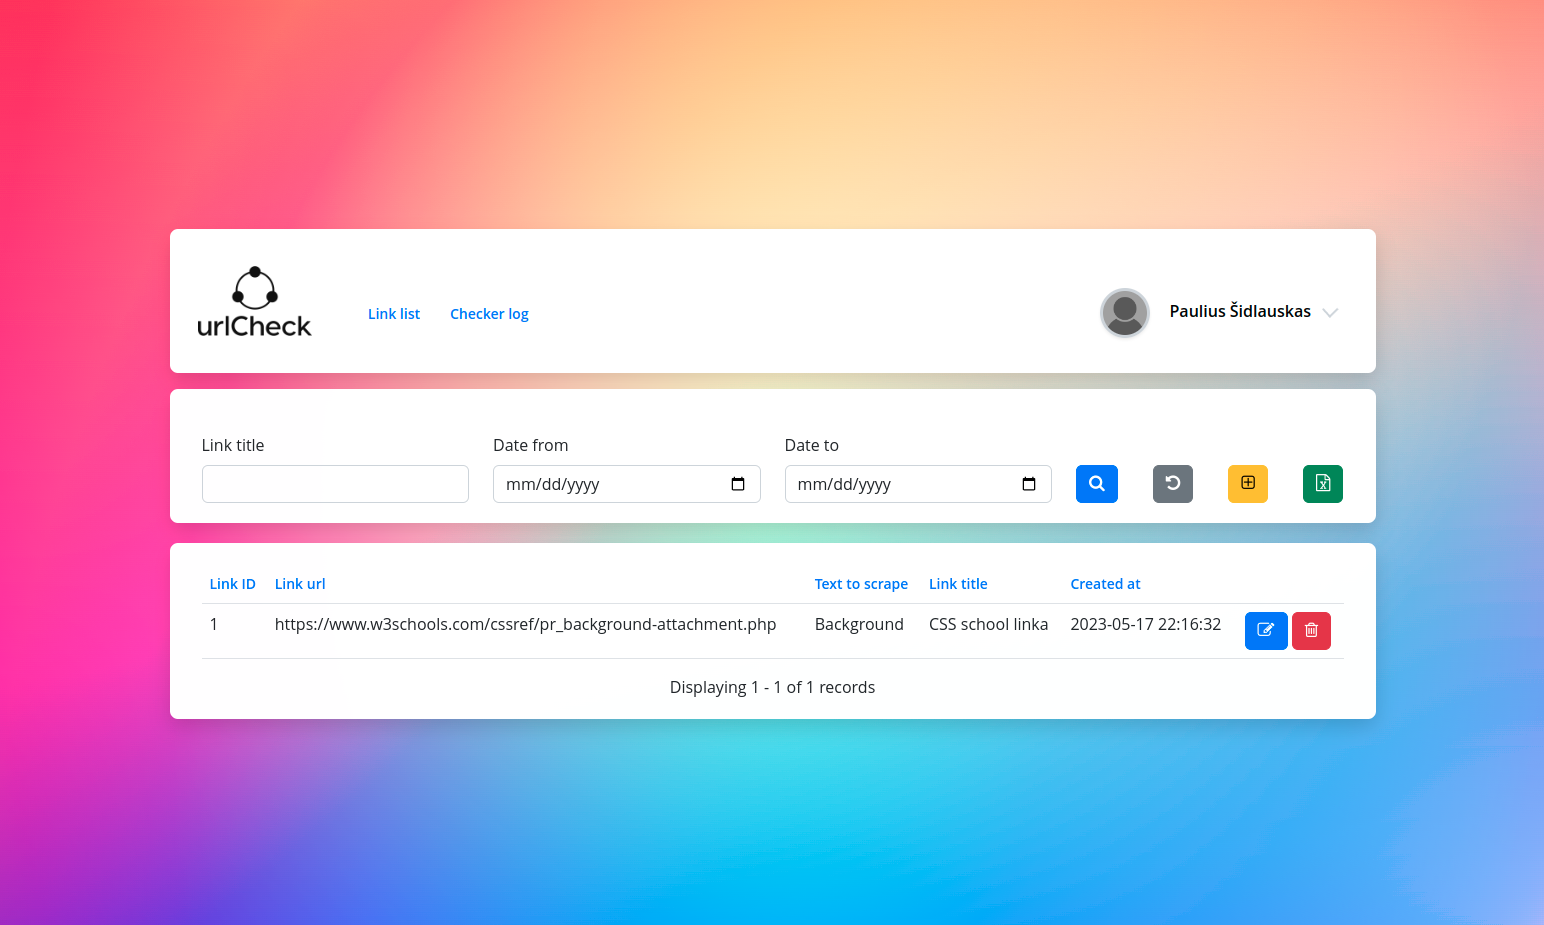 urlCheck
Link list
Checker log
Paulius Šidlauskas
Link title
Date from
Date to
mm/dd/yyyy
mm/dd/yyyy
Link ID Link url Text to scrape Link title Created at
1 https://www.w3schools.com/cssref/pr_background-attachment.php Background CSS school linka 2023-05-17 22:16:32
Displaying 1 - 1 of 1 records